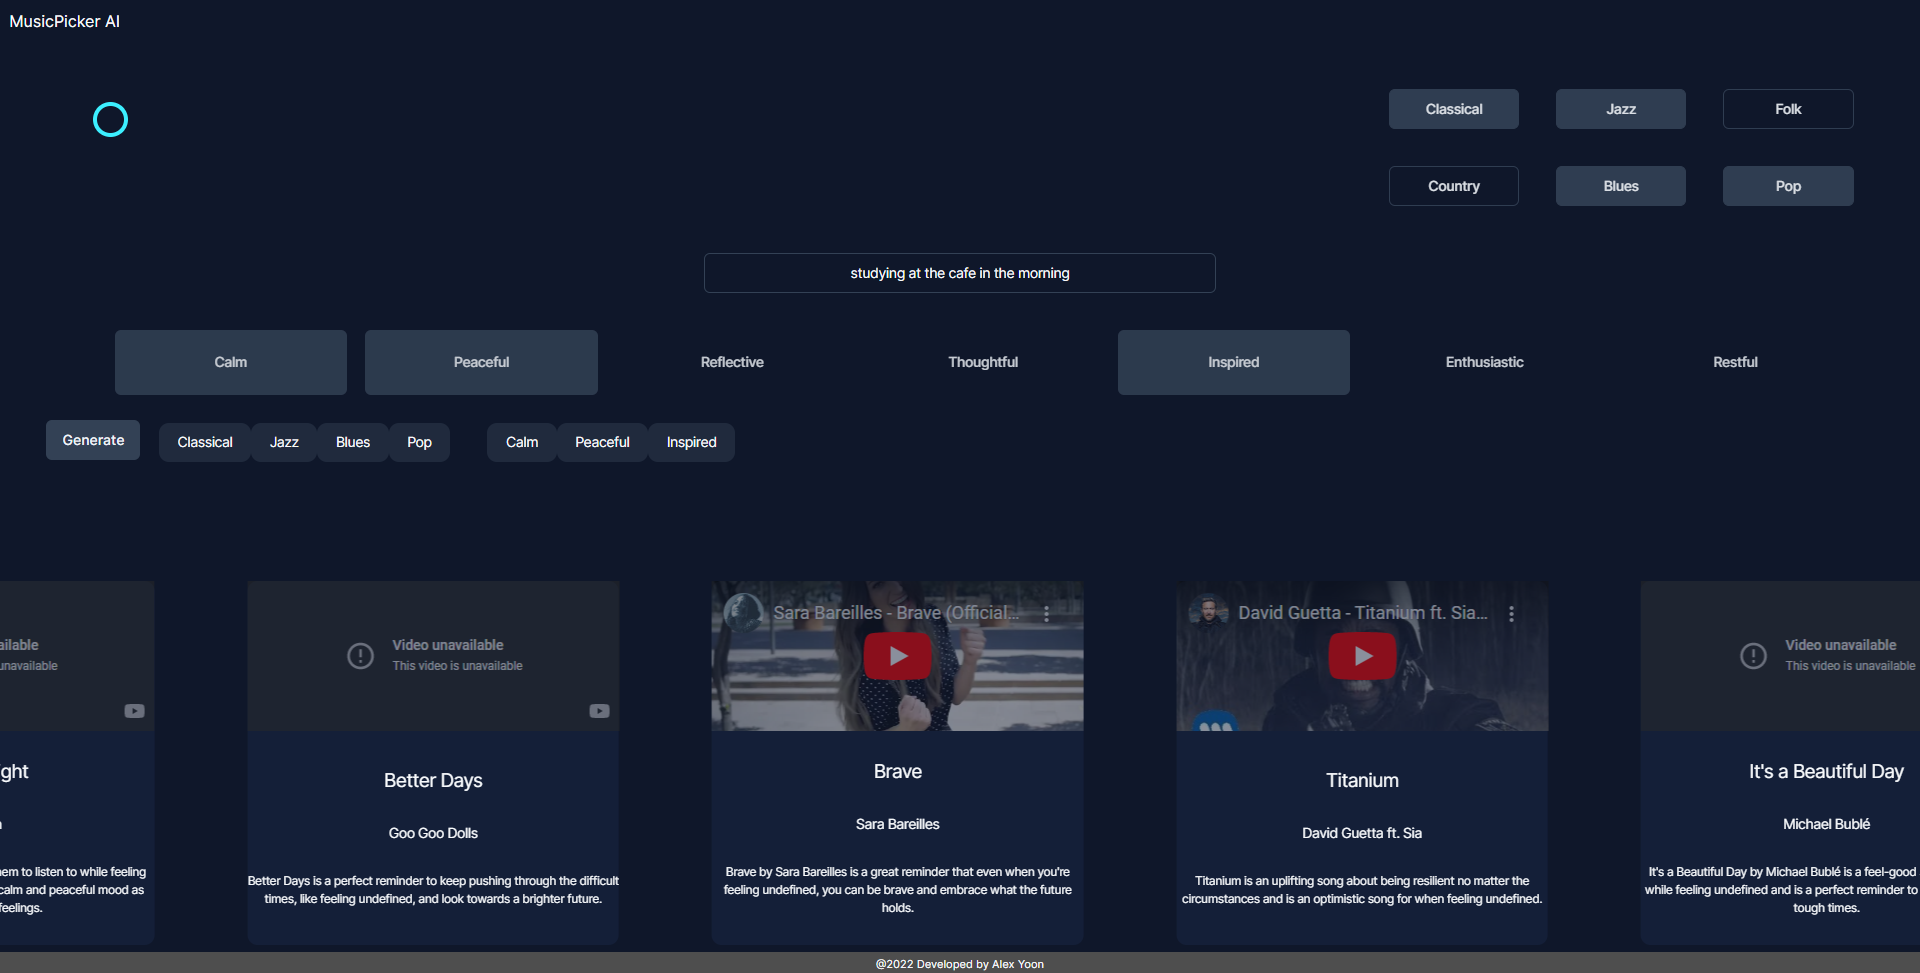 MusicPicker AI
Classical
Jazz
Folk
Country
Blues
Pop
studying at the cafe in the morning
Calm
Peaceful
Reflective
Thoughtful
Inspired
Enthusiastic
Restful
Generate
Classical
Jazz
Blues
Pop
Calm
Peaceful
Inspired
ailable
unavailable
ght
em to listen to while feeling
calm and peaceful mood as
feelings.
Video unavailable
This video is unavailable
Better Days
Goo Goo Dolls
Better Days is a perfect reminder to keep pushing through the difficult
times, like feeling undefined, and look towards a brighter future.
Sara Bareilles - Brave (Official...
Brave
Sara Bareilles
Brave by Sara Bareilles is a great reminder that even when you're
feeling undefined, you can be brave and embrace what the future
holds.
David Guetta - Titanium ft. Sia...
Titanium
David Guetta ft. Sia
Titanium is an uplifting song about being resilient no matter the
circumstances and is an optimistic song for when feeling undefined.
Video unavailable
This video is unavailable
It's a Beautiful Day
Michael Bublé
It's a Beautiful Day by Michael Bublé is a feel-good
while feeling undefined and is a perfect reminder to
tough times.
@2022 Developed by Alex Yoon